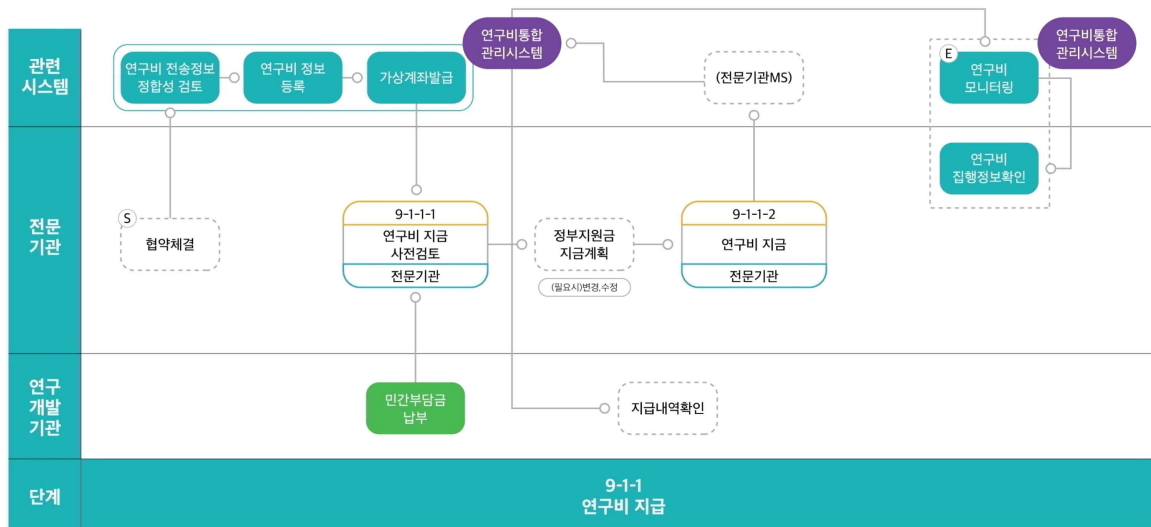 관련
시스템
연구비 전송정보
정합성 검토
연구비 정보
등록
가상계좌발급
연구비통합
관리시스템
(전문기관MS)
E
연구비
모니터링
연구비통합
관리시스템
전문
기관
연구비
집행정보확인
S
협약체결
9-1-1-1
연구비 지급
사전검토
전문기관
정부지원금
지급계획
(필요시)변경,수정
9-1-1-2
연구비 지급
전문기관
연구
개발
기관
민간부담금
납부
지급내역확인
단계
9-1-1
연구비 지급